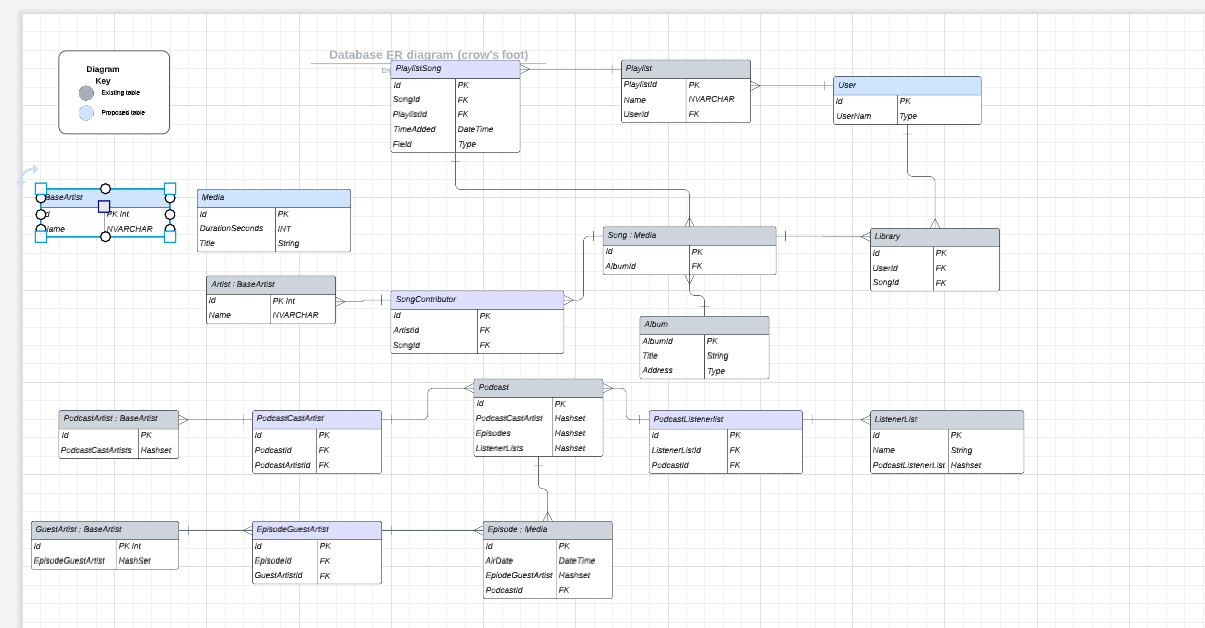 Database ER diagram (crow's foot)
Diagram
Key
Existing table
Proposed table
PlaylistSong
Id PK
SongId FK
PlaylistId FK
TimeAdded DateTime
Field Type
Playlist
PlaylistId PK
Name NVARCHAR
UserId FK
User
Id PK
UserNam Type
BaseArtist
Id PK Int
Name NVARCHAR
Media
Id PK
DurationSeconds INT
Title String
Song : Media
Id PK
AlbumId FK
Library
Id PK
UserId FK
SongId FK
Artist : BaseArtist
Id PK Int
Name NVARCHAR
SongContributor
Id PK
ArtistId FK
SongId FK
Album
AlbumId PK
Title String
Address Type
Podcast
Id PK
PodcastCastArtist Hashset
Episodes Hashset
ListenerLists Hashset
PodcastArtist : BaseArtist
Id PK
PodcastCastArtists Hashset
PodcastCastArtist
Id PK
PodcastId FK
PodcastArtistId FK
PodcastListenerlist
Id PK
ListenerListId FK
PodcastId FK
ListenerList
Id PK
Name String
PodcastListenerList Hashset
GuestArtist : BaseArtist
Id PK Int
EpisodeGuestArtist HashSet
EpisodeGuestArtist
Id PK
EpisodeId FK
GuestArtistId FK
Episode : Media
Id PK
AirDate DateTime
EpiodeGuestArtist Hashset
PodcastId FK